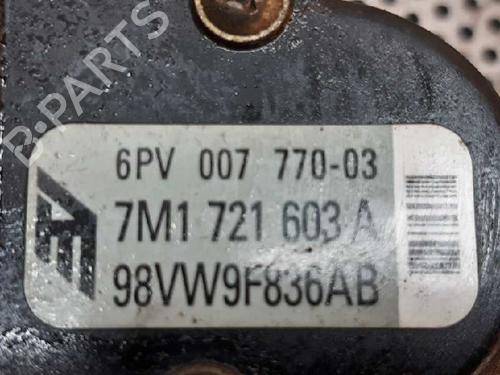 B-PARTS
6PV 007 770-03
7M1 721 603 A
98VW9F836AB